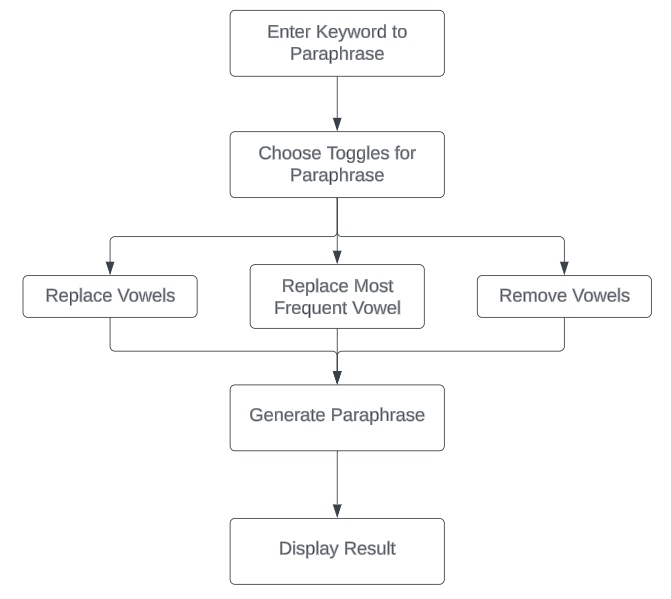 Enter Keyword to
Paraphrase
Choose Toggles for
Paraphrase
Replace Vowels
Replace Most
Frequent Vowel
Remove Vowels
Generate Paraphrase
Display Result